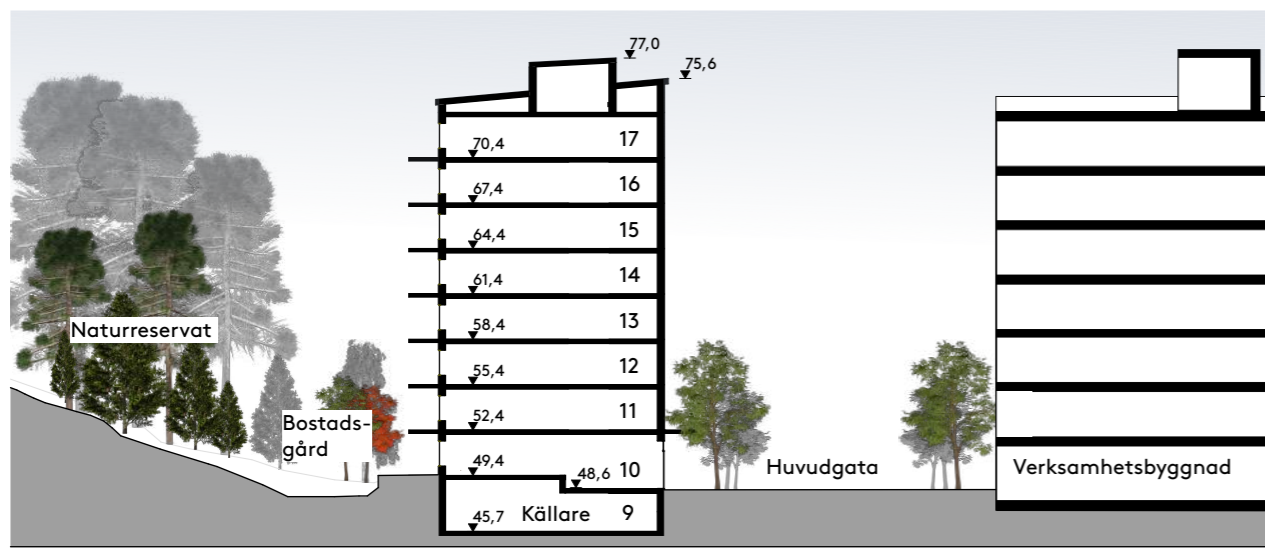 77,0
75,6
70,4 17
67,4 16
64,4 15
61,4 14
Naturreservat
58,4 13
55,4 12
52,4 11
Bostads-
gård
49,4 10
48,6
Huvudgata
Verksamhetsbyggnad
45,7 Källare 9